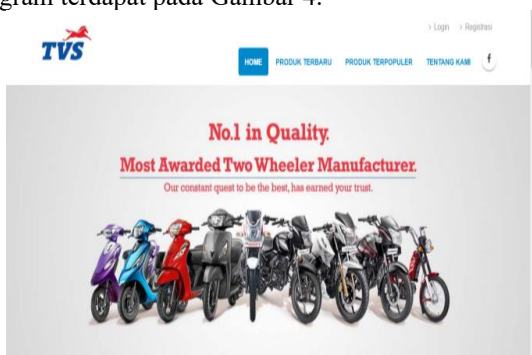 gram terdapat pada Gambar 4.
> Login > Registrasi
TVS
HOME PRODUK TERBARU PRODUK TERPOPULER TENTANG KAMI f
No.1 in Quality.
Most Awarded Two Wheeler Manufacturer.
Our constant quest to be the best, has earned your trust.